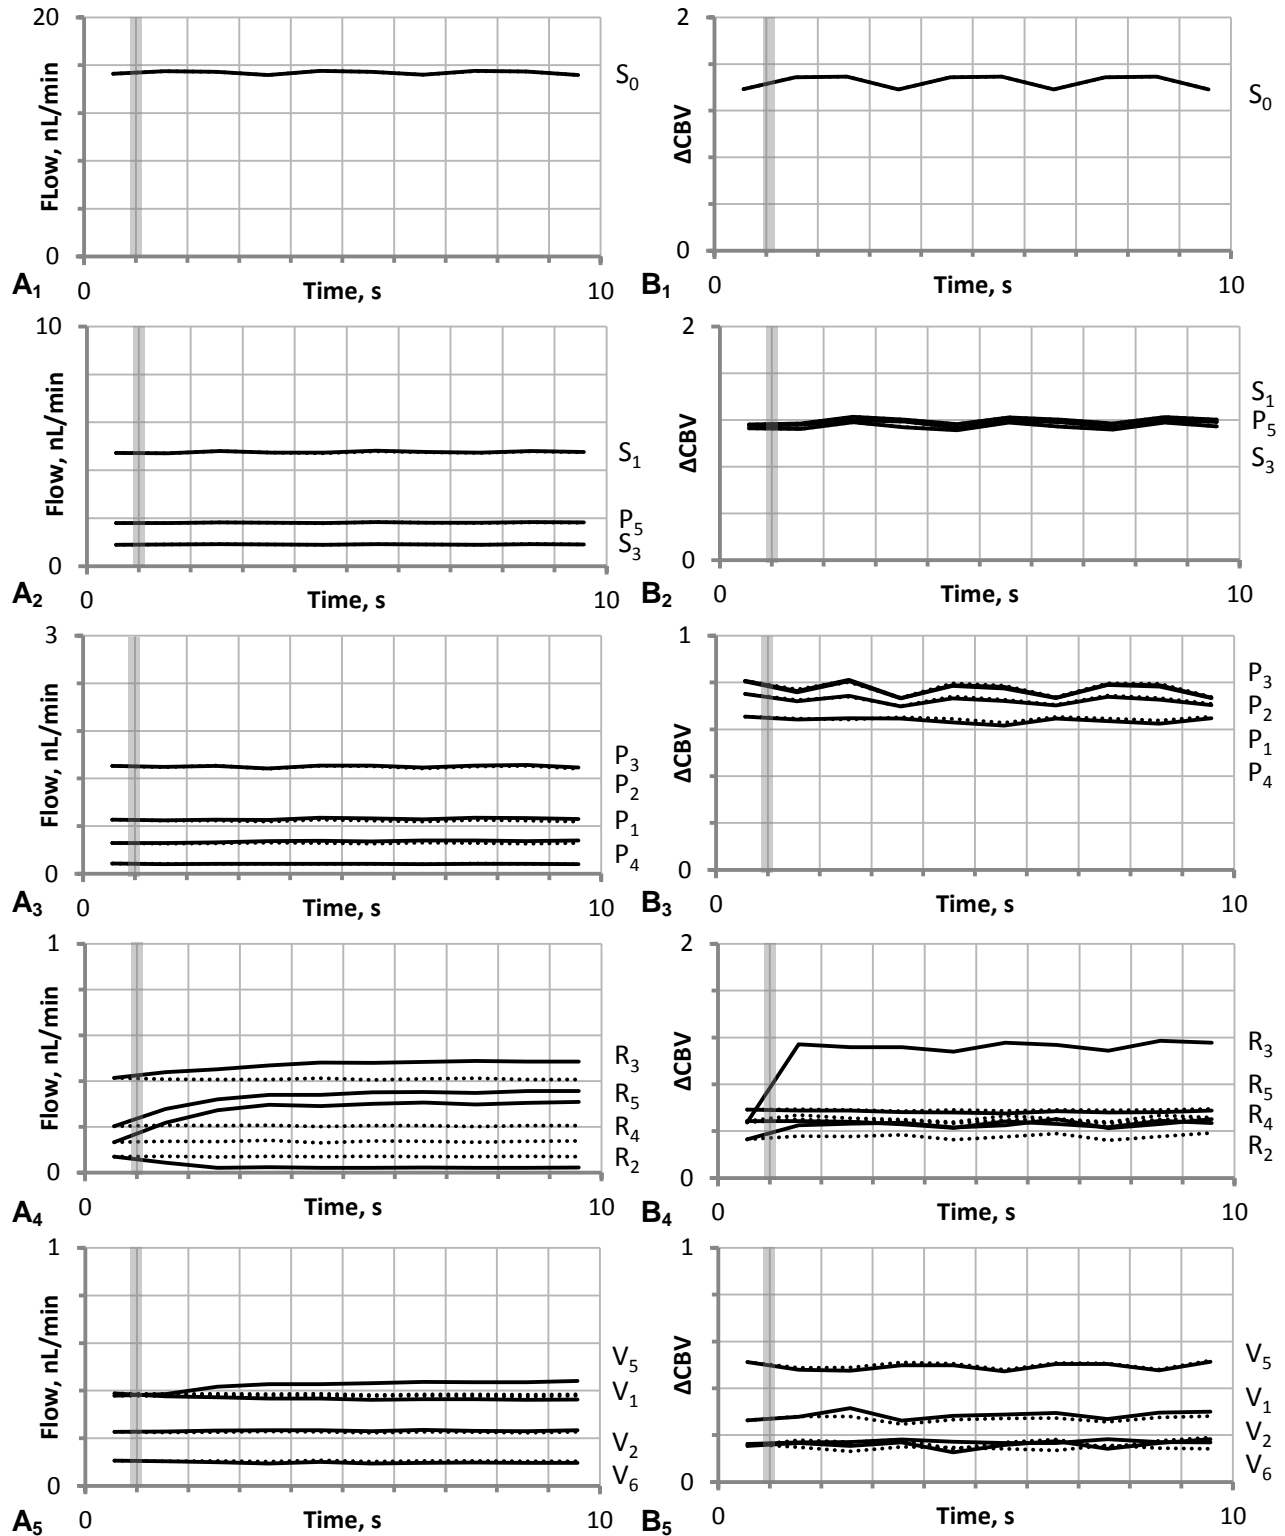 20
FLow, nL/min
S0
0
A1
0
Time, s
10
2
ΔCBV
S0
0
B1
0
Time, s
10
10
Flow, nL/min
S1
P5
S3
0
A2
0
Time, s
10
2
ΔCBV
S1
P5
S3
0
B2
0
Time, s
10
3
Flow, nL/min
P3
P2
P1
P4
0
A3
0
Time, s
10
1
ΔCBV
P3
P2
P1
P4
0
B3
0
Time, s
10
1
Flow, nL/min
R3
R5
R4
R2
0
A4
0
Time, s
10
2
ΔCBV
R3
R5
R4
R2
0
B4
0
Time, s
10
1
Flow, nL/min
V5
V1
V2
V6
0
A5
0
Time, s
10
1
ΔCBV
V5
V1
V2
V6
0
B5
0
Time, s
10